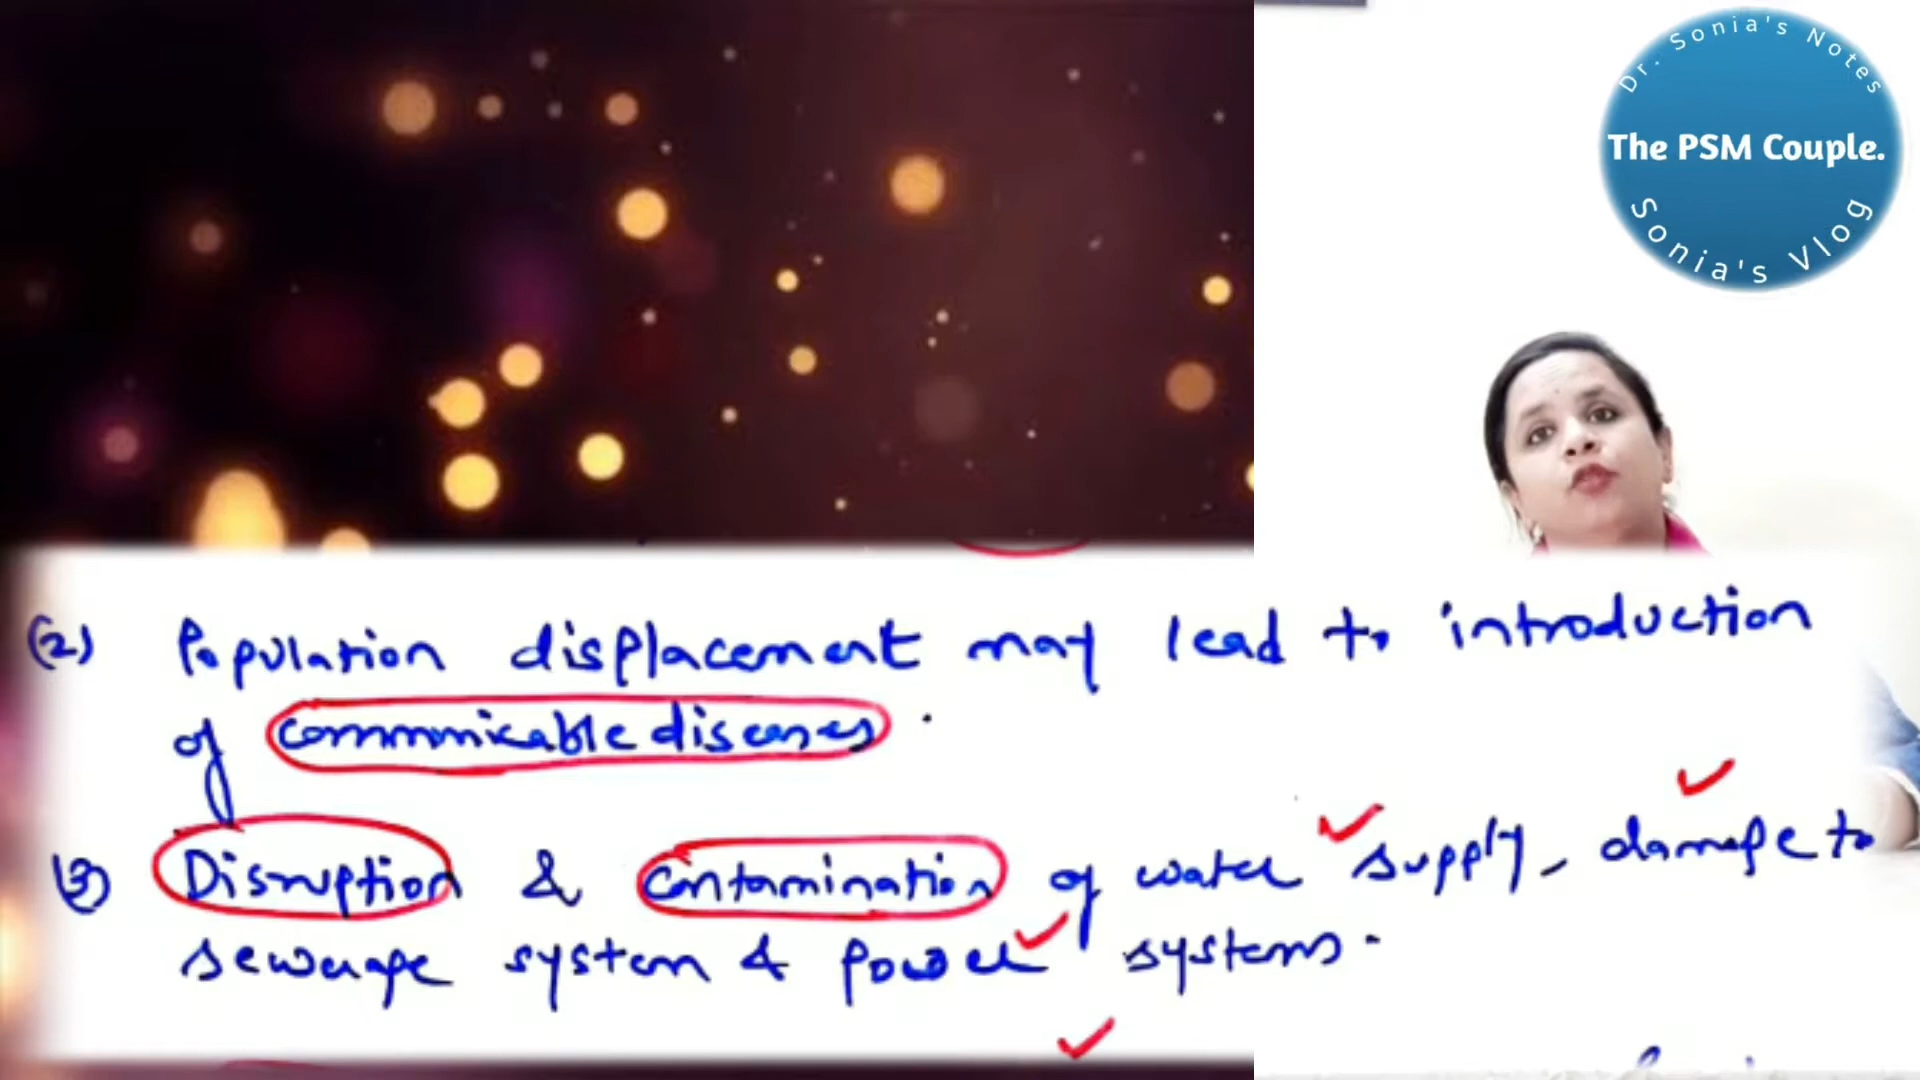 Dr. Sonia's Notes
The PSM Couple.
Sonia's Vlog
(2) Population displacement may lead to introduction
of communicable diseases.
(3) Disruption & contamination of water supply, damage to
sewerage system & power systems.